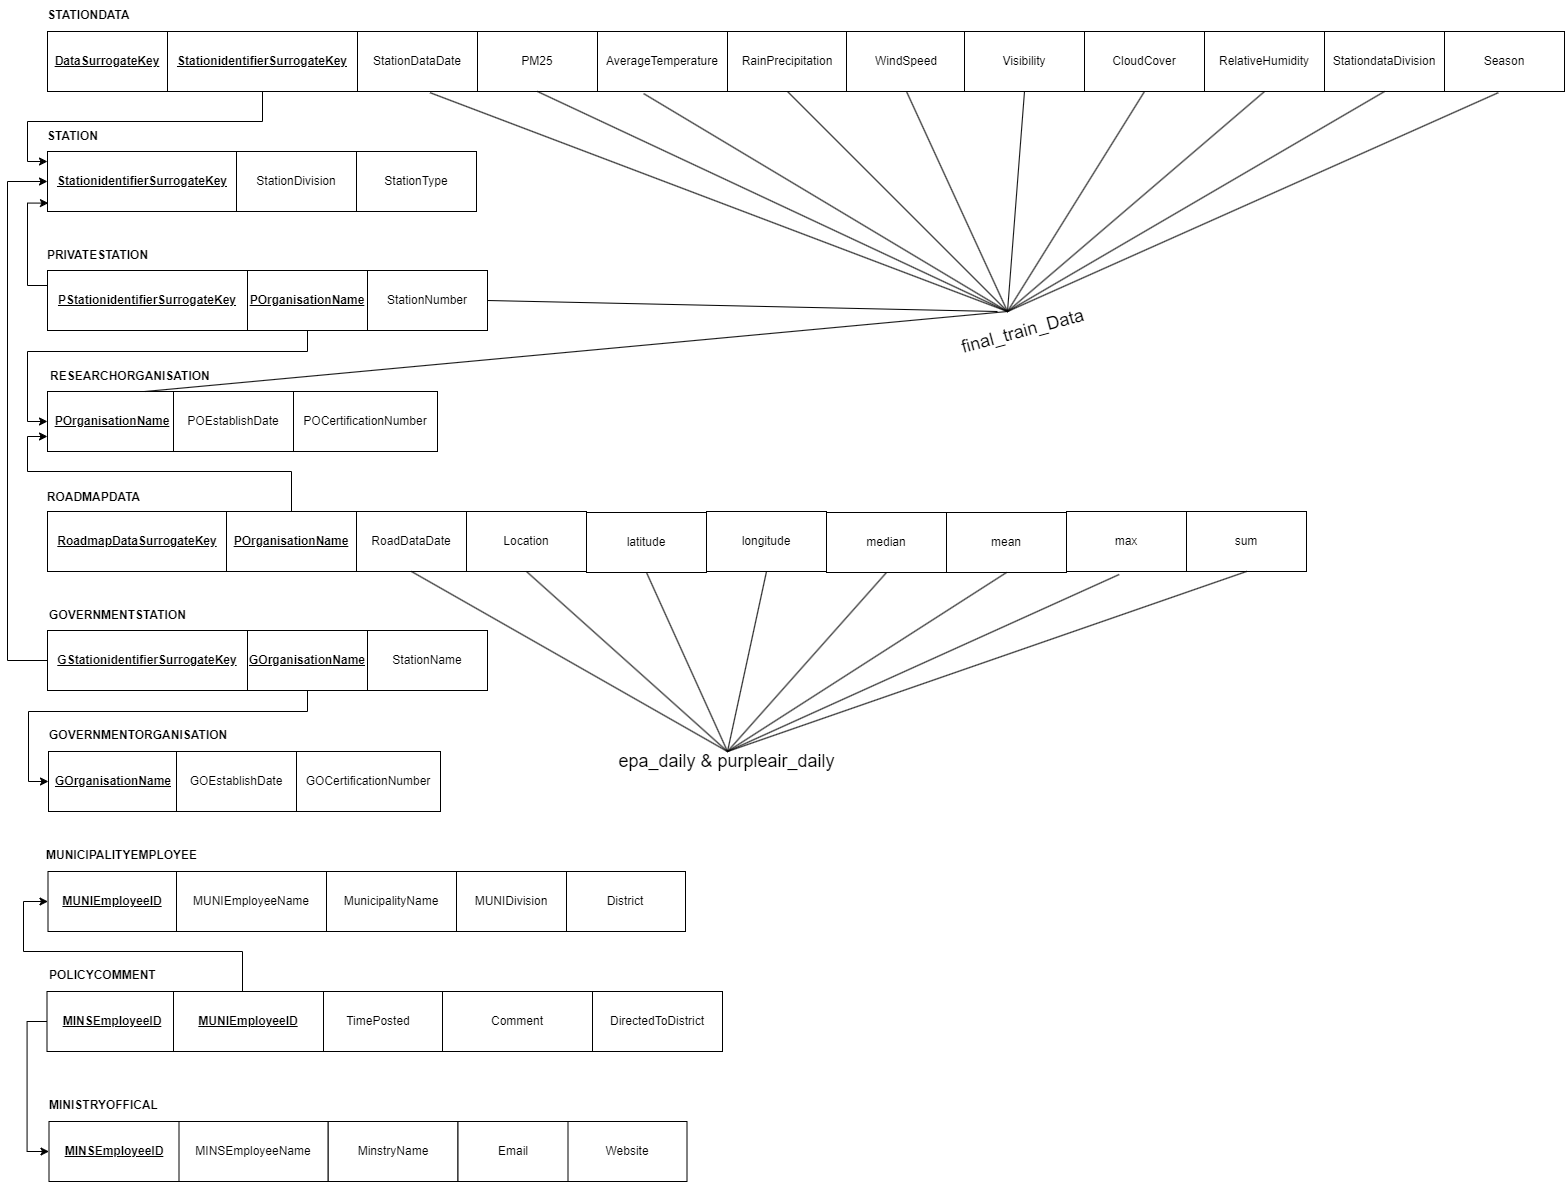 STATIONDATA
DataSurrogateKey StationidentifierSurrogateKey StationDataDate PM25 AverageTemperature RainPrecipitation WindSpeed Visibility CloudCover RelativeHumidity StationdataDivision Season
STATION
StationidentifierSurrogateKey StationDivision StationType
PRIVATESTATION
PStationidentifierSurrogateKey POrganisationName StationNumber
final_train_Data
RESEARCHORGANISATION
POrganisationName POEstablishDate POCertificationNumber
ROADMAPDATA
RoadmapDataSurrogateKey POrganisationName RoadDataDate Location latitude longitude median mean max sum
GOVERNMENTSTATION
GStationidentifierSurrogateKey GOrganisationName StationName
GOVERNMENTORGANISATION
epa_daily & purpleair_daily
GOrganisationName GOEstablishDate GOCertificationNumber
MUNICIPALITYEMPLOYEE
MUNIEmployeeID MUNIEmployeeName MunicipalityName MUNIDivision District
POLICYCOMMENT
MINSEmployeeID MUNIEmployeeID TimePosted Comment DirectedToDistrict
MINISTRYOFFICAL
MINSEmployeeID MINSEmployeeName MinstryName Email Website